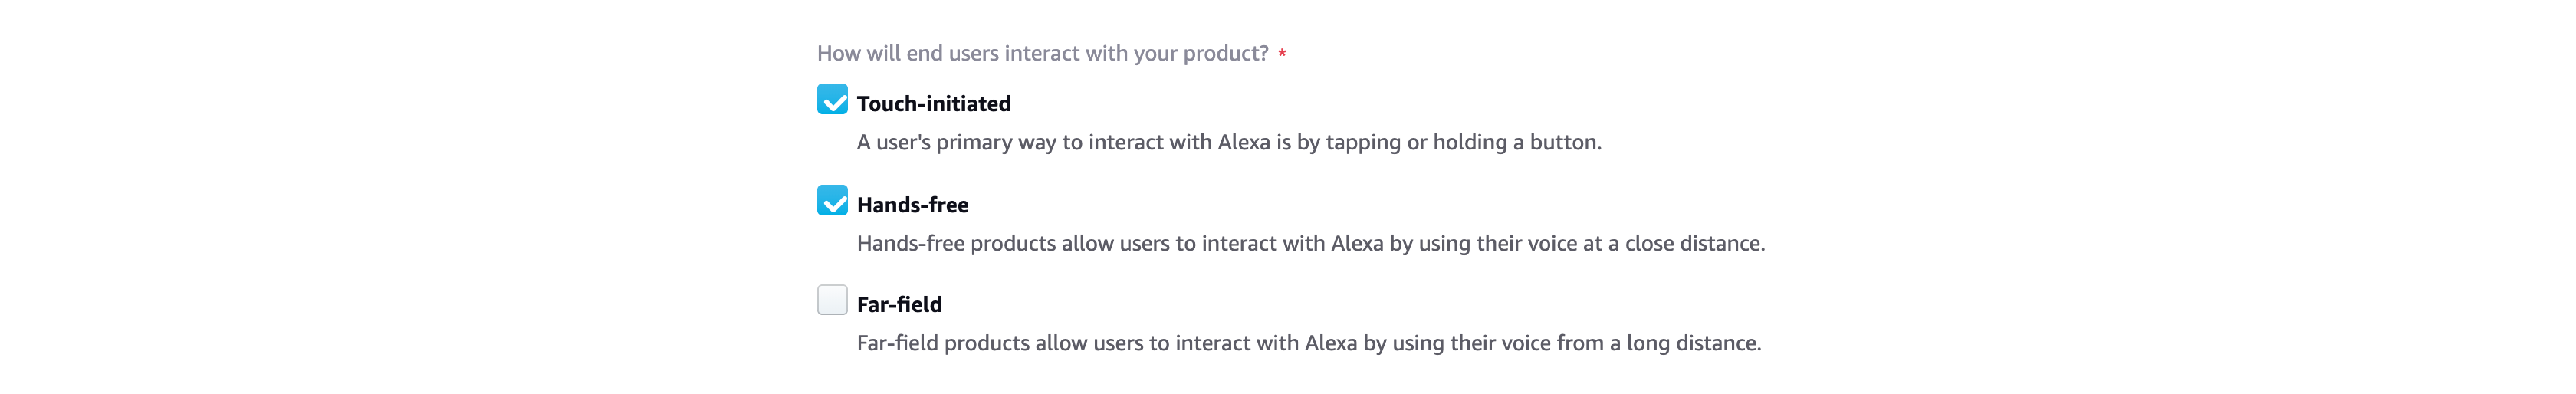 How will end users interact with your product? *
Touch-initiated
A user's primary way to interact with Alexa is by tapping or holding a button.
Hands-free
Hands-free products allow users to interact with Alexa by using their voice at a close distance.
Far-field
Far-field products allow users to interact with Alexa by using their voice from a long distance.